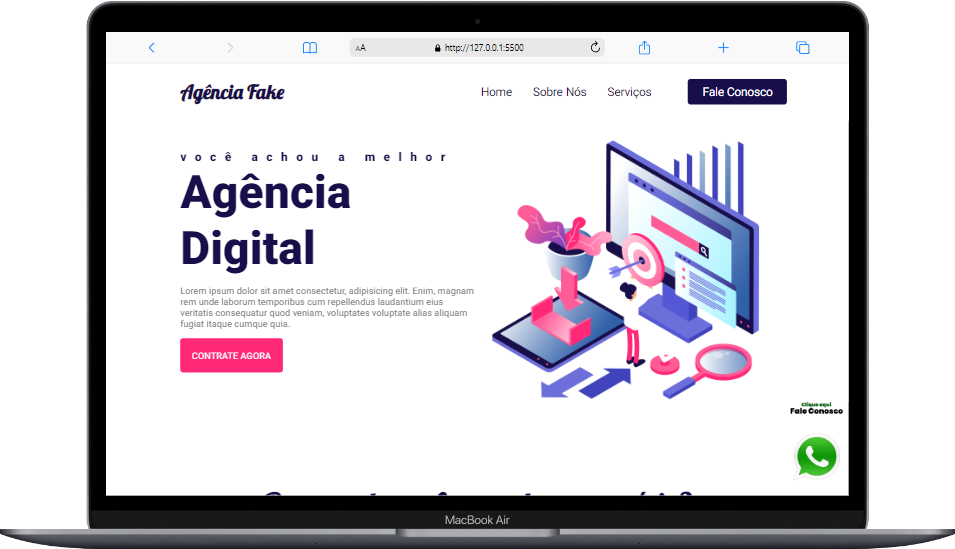 AA
http://127.0.0.1:5500
Agência Fake
Home
Sobre Nós
Serviços
Fale Conosco
você achou a melhor
Agência
Digital
Lorem ipsum dolor sit amet consectetur, adipisicing elit. Enim, magnam
rem unde laborum temporibus cum repellendus laudantium eius
veritatis consequatur quod veniam, voluptates voluptate alias aliquam
fugiat itaque cumque quia.
CONTRATE AGORA
Clique aqui
Fale Conosco
MacBook Air